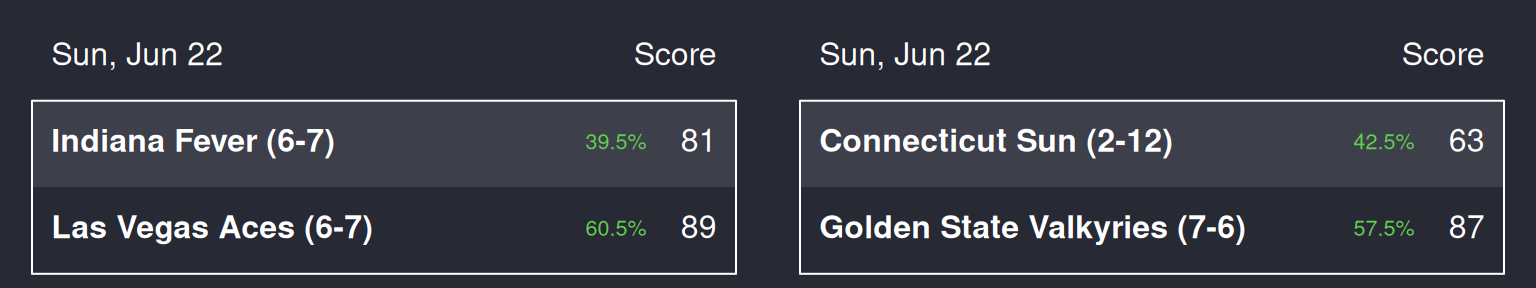 Sun, Jun 22 Score
Indiana Fever (6-7) 39.5% 81
Las Vegas Aces (6-7) 60.5% 89
Sun, Jun 22 Score
Connecticut Sun (2-12) 42.5% 63
Golden State Valkyries (7-6) 57.5% 87